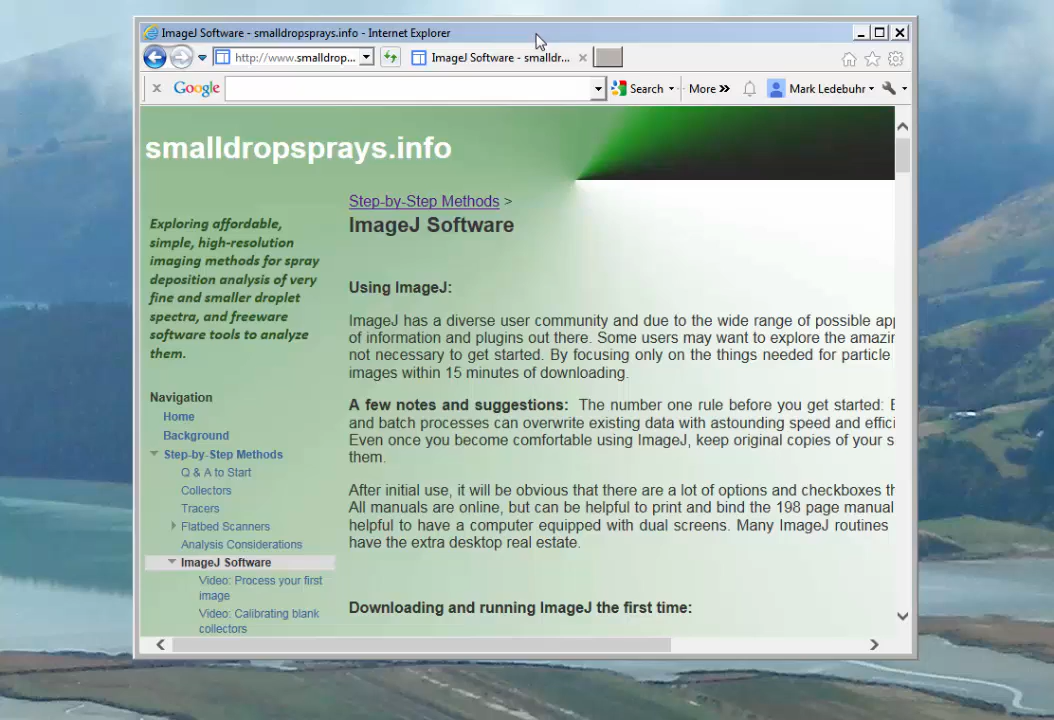 ImageJ Software - smalldropsprays.info - Internet Explorer
http://www.smalldrop...
ImageJ Software - smalldr...
Google
Search
More »
Mark Ledebuhr
smalldropsprays.info
Exploring affordable,
simple, high-resolution
imaging methods for spray
deposition analysis of very
fine and smaller droplet
spectra, and freeware
software tools to analyze
them.
Navigation
Home
Background
Step-by-Step Methods
Q & A to Start
Collectors
Tracers
Flatbed Scanners
Analysis Considerations
ImageJ Software
Video: Process your first
image
Video: Calibrating blank
collectors
Step-by-Step Methods >
ImageJ Software
Using ImageJ:
ImageJ has a diverse user community and due to the wide range of possible
of information and plugins out there. Some users may want to explore the
not necessary to get started. By focusing only on the things needed for particle
images within 15 minutes of downloading.
A few notes and suggestions: The number one rule before you get started:
and batch processes can overwrite existing data with astounding speed and
Even once you become comfortable using ImageJ, keep original copies of your
them.
After initial use, it will be obvious that there are a lot of options and checkboxes
All manuals are online, but can be helpful to print and bind the 198 page manual
helpful to have a computer equipped with dual screens. Many ImageJ routines
have the extra desktop real estate.
Downloading and running ImageJ the first time: